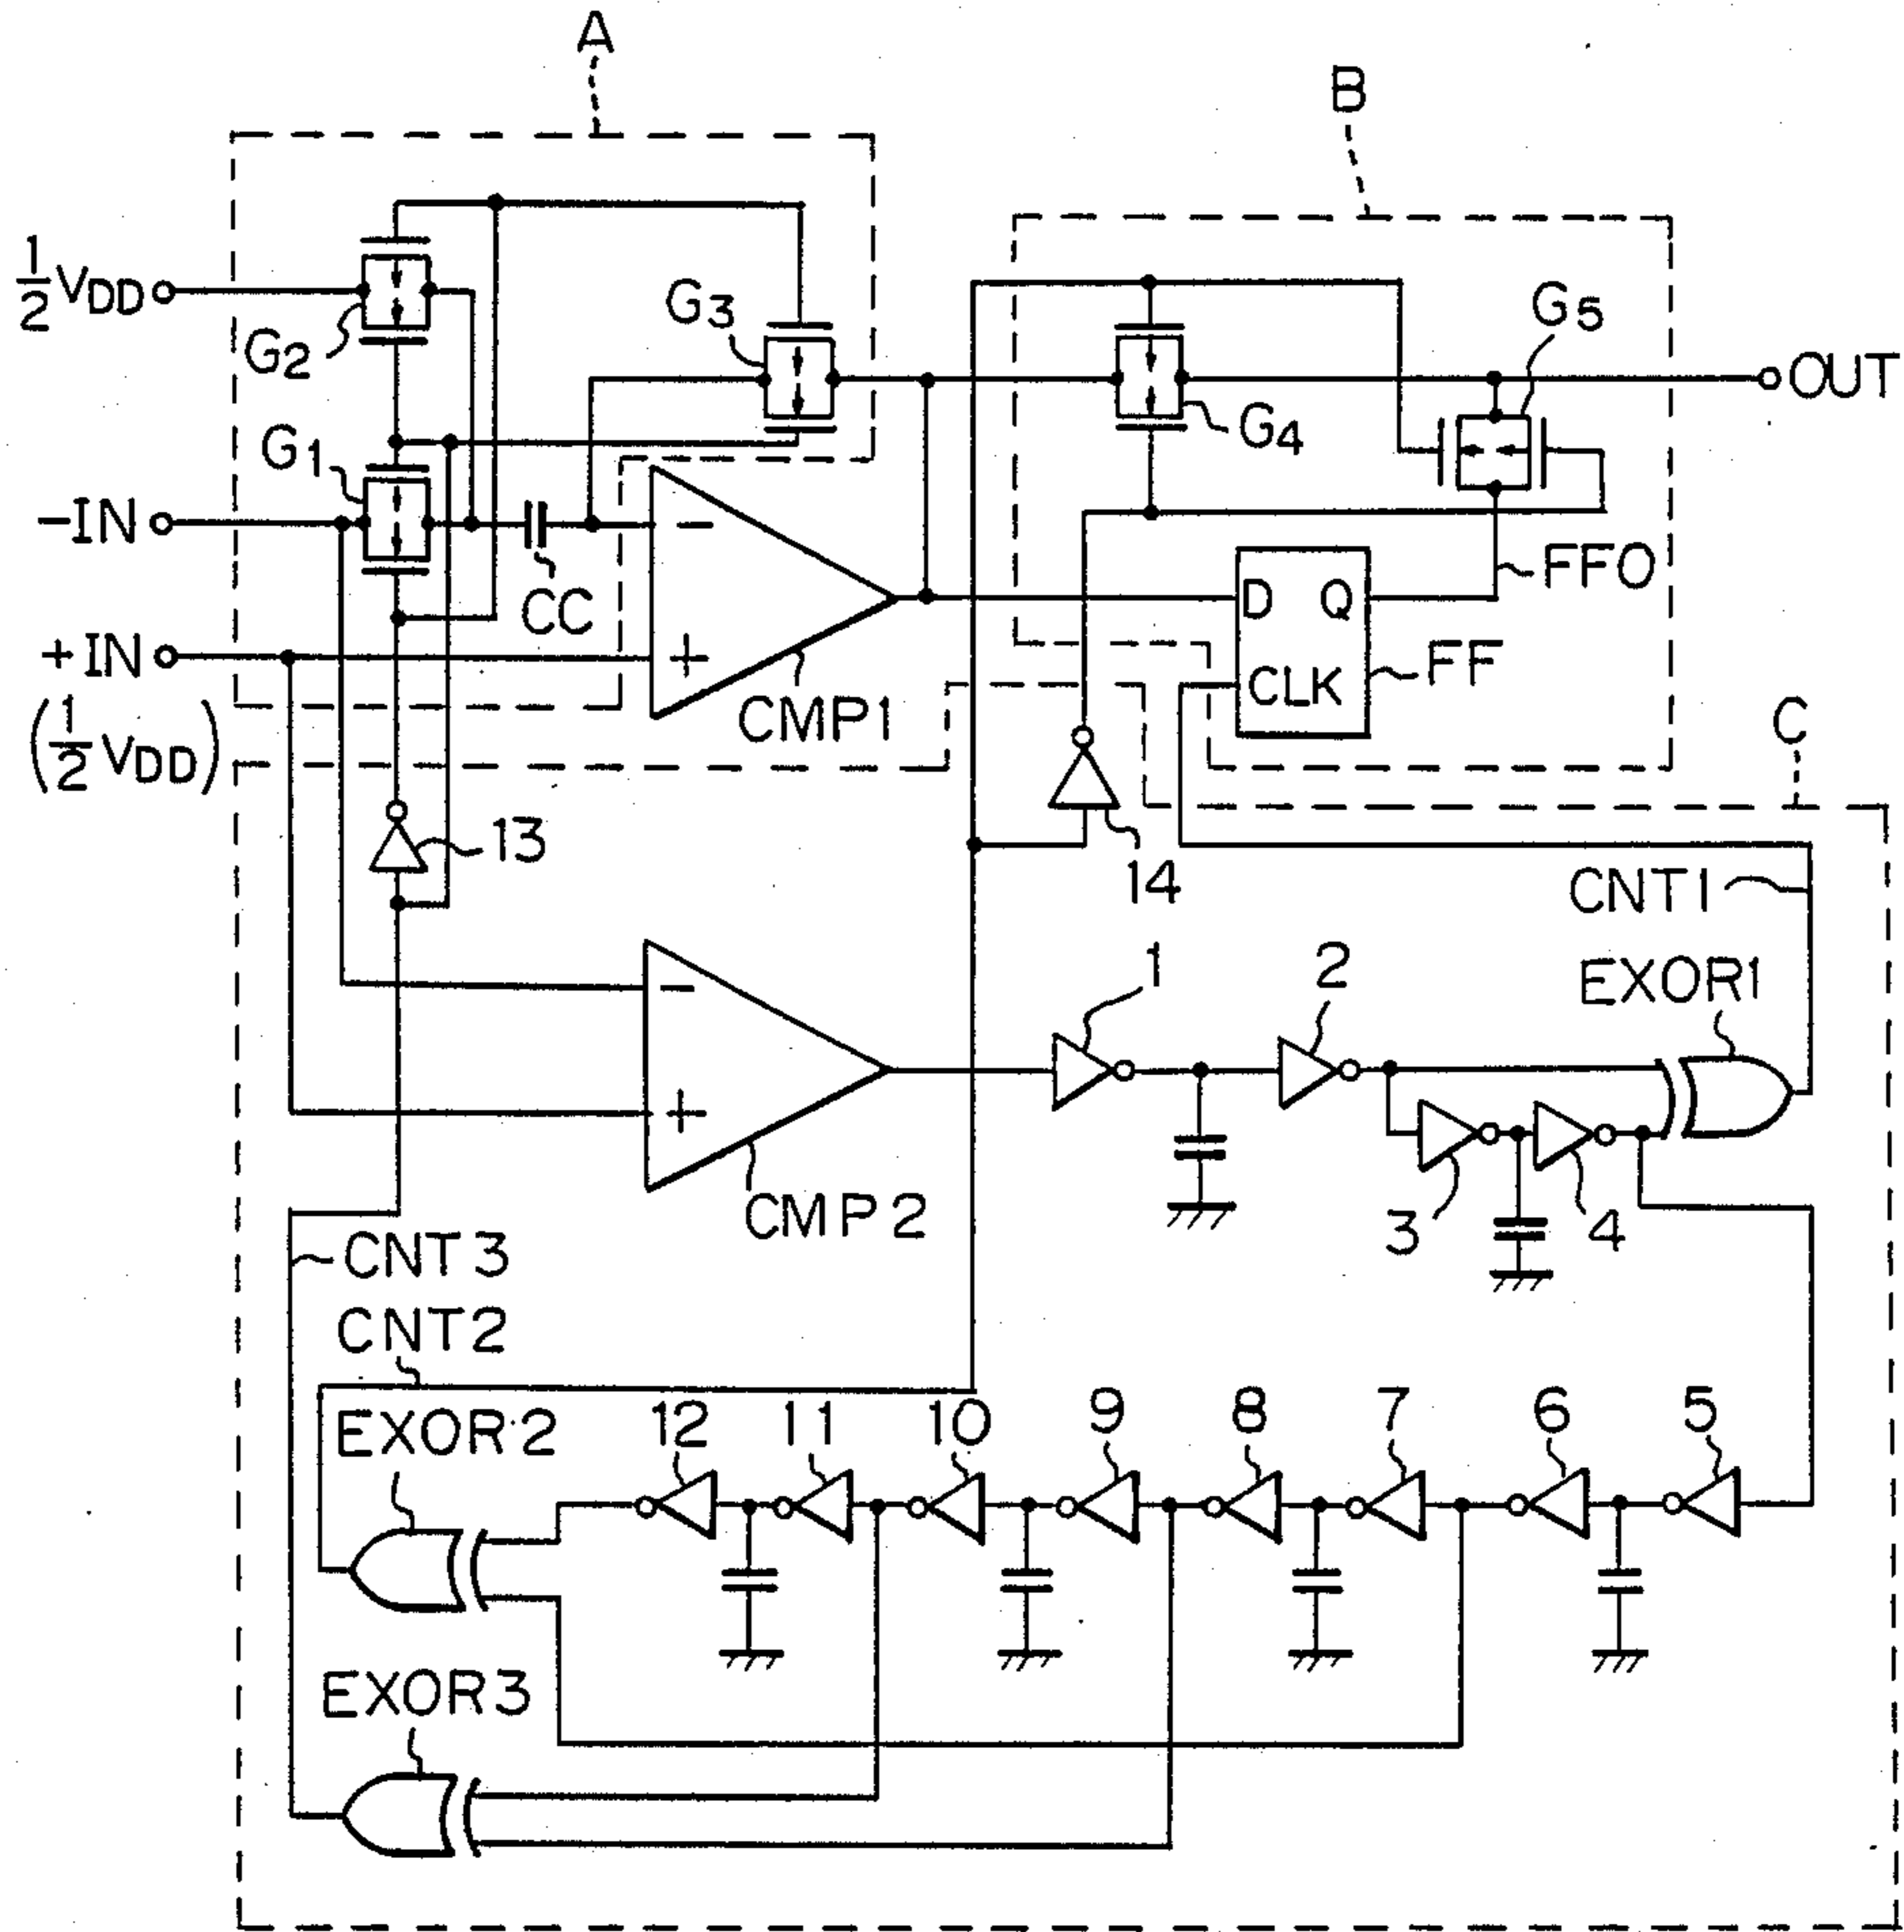 A
B
1/2 VDD
G2
G3
G5
OUT
G1
G4
-IN
-
CC
FFO
D Q
+IN
+
CLK
FF
(1/2 VDD)
CMP1
C
13
14
CNT1
-
1
2
EXOR1
+
CMP2
3
4
CNT3
CNT2
EXOR2
12
11
10
9
8
7
6
5
EXOR3